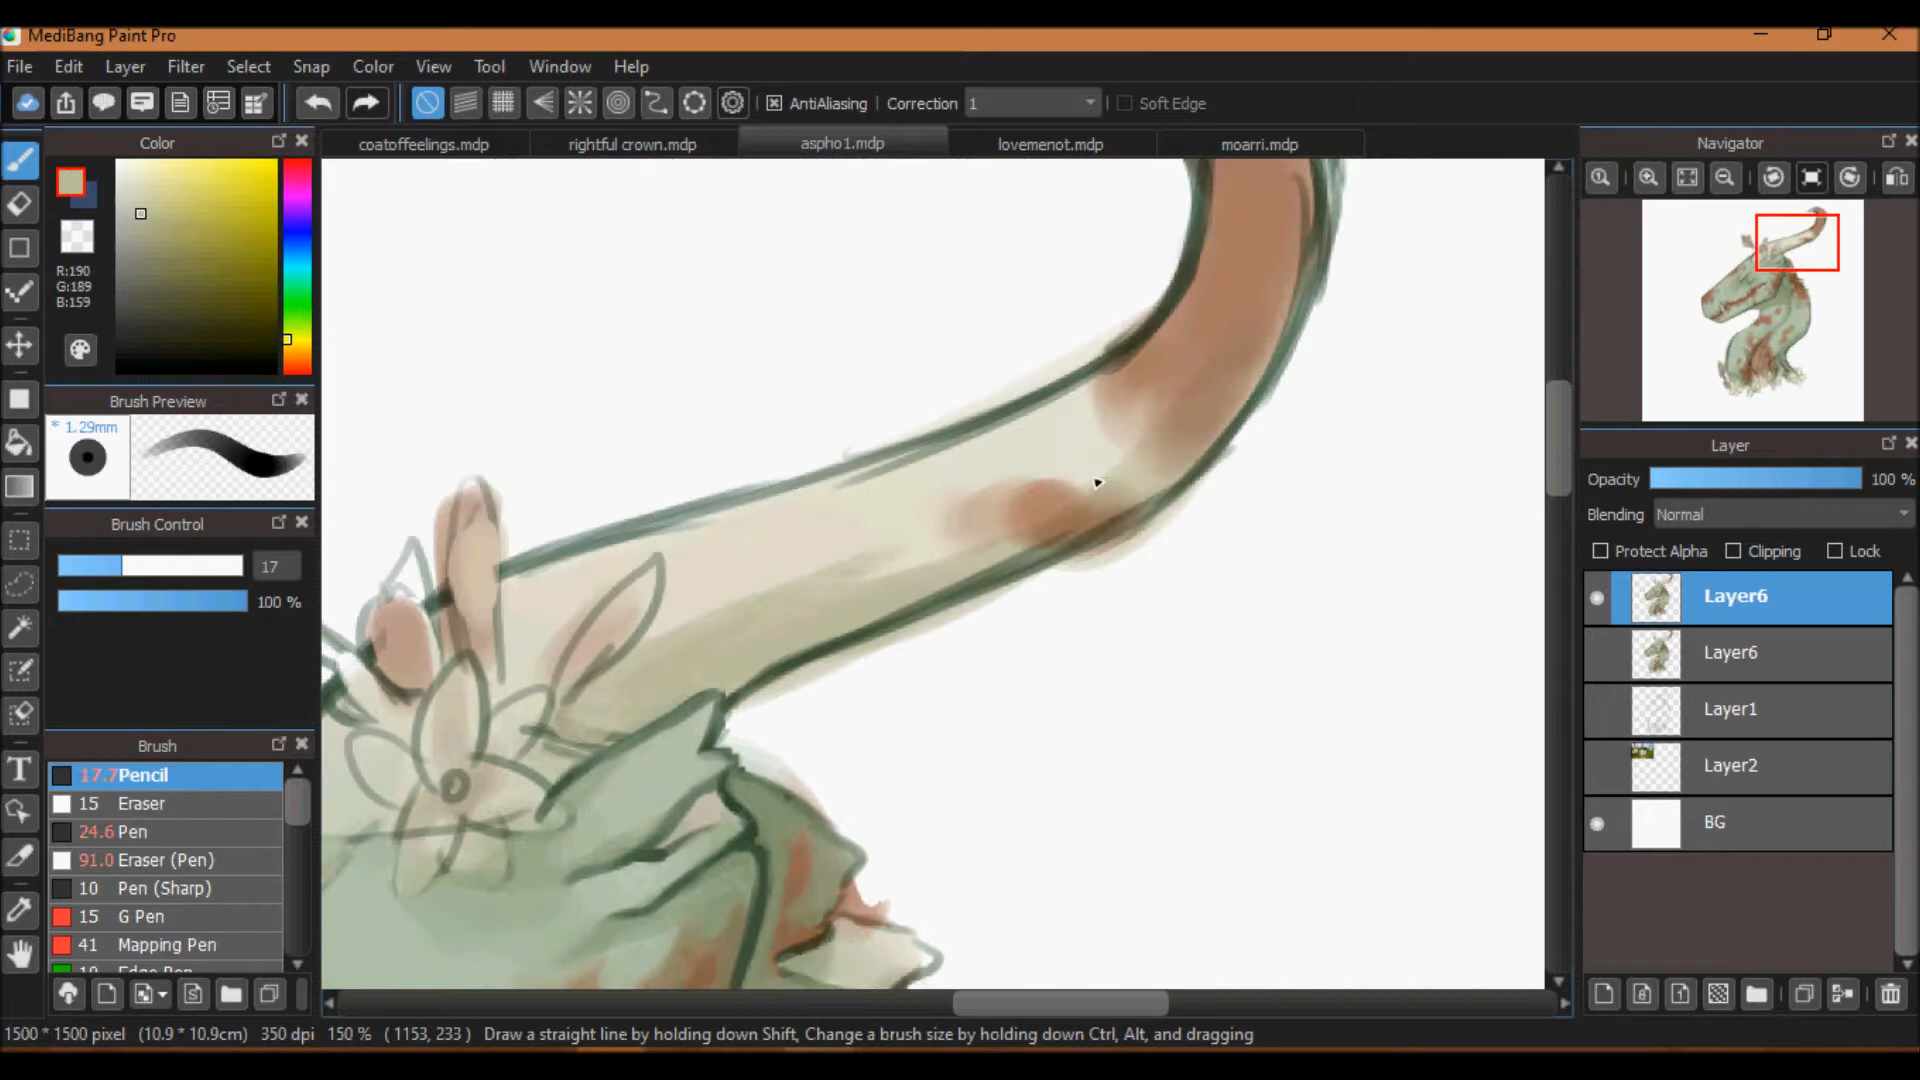 MediBang Paint Pro
File Edit Layer Filter Select Snap Color View Tool Window Help
AntiAliasing Correction 1 Soft Edge
Color
coatoffeelings.mdp rightful crown.mdp aspho1.mdp lovemenot.mdp moarri.mdp
Navigator
R:190
G:189
B:159
Brush Preview
* 1.29mm
Layer
Opacity 100 %
Blending Normal
Brush Control
Protect Alpha Clipping Lock
17
100 %
Layer6
Layer6
Layer1
Layer2
BG
Brush
17.7 Pencil
15 Eraser
24.6 Pen
91.0 Eraser (Pen)
10 Pen (Sharp)
15 G Pen
41 Mapping Pen
1500 * 1500 pixel (10.9 * 10.9cm) 350 dpi 150 % ( 1153, 233 ) Draw a straight line by holding down Shift, Change a brush size by holding down Ctrl, Alt, and dragging